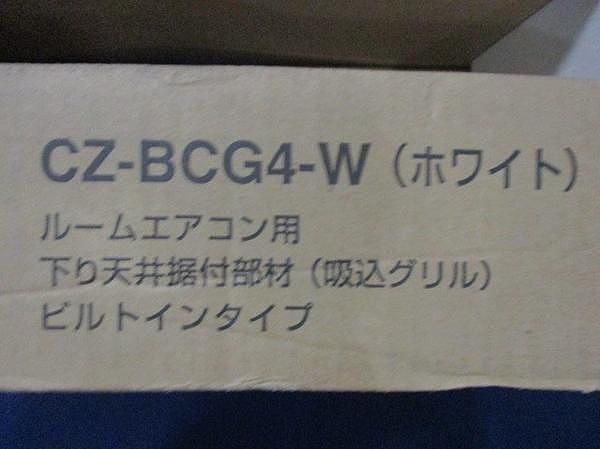 CZ-BCG4-W（ホワイト）
ルームエアコン用
下り天井据付部材（吸込グリル）
ビルトインタイプ